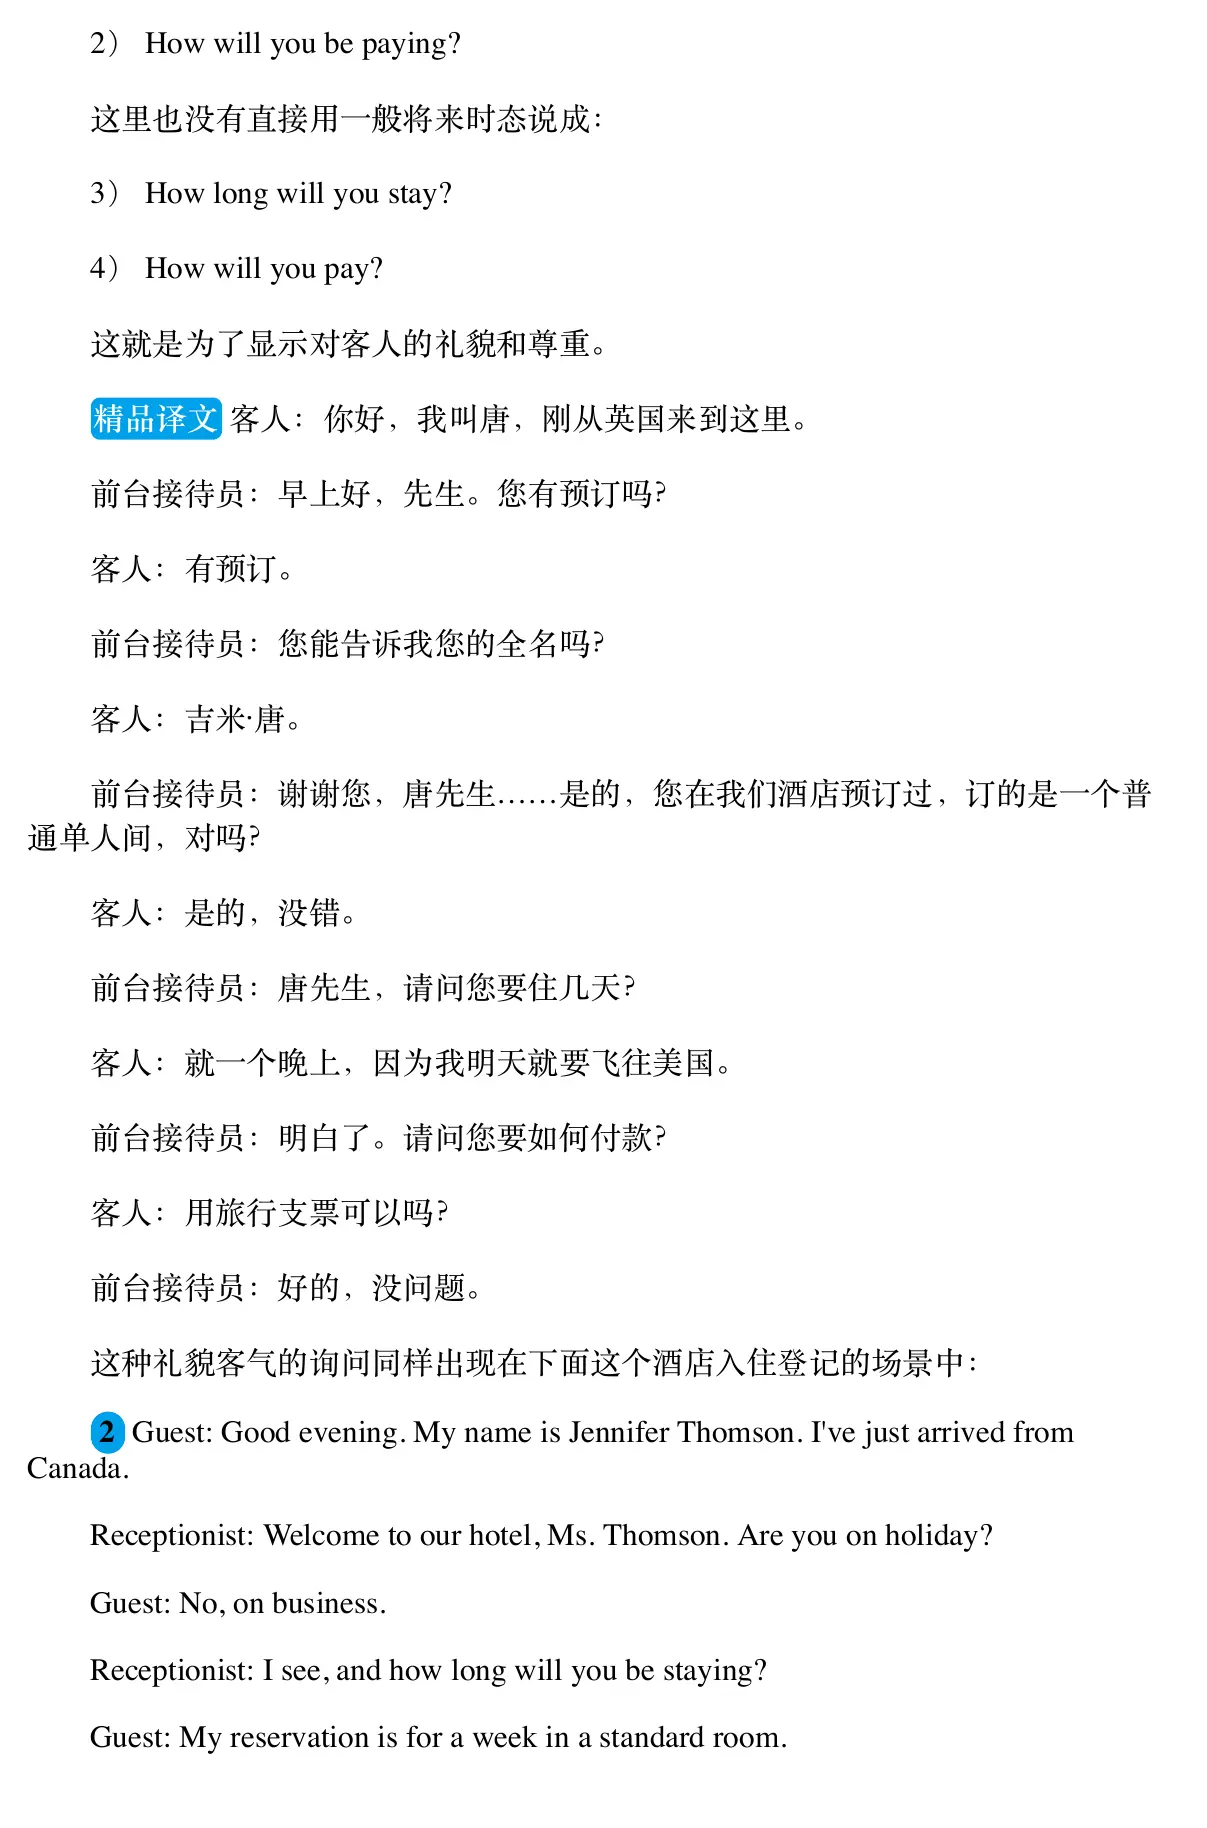 2） How will you be paying?
这里也没有直接用一般将来时态说成：
3） How long will you stay?
4） How will you pay?
这就是为了显示对客人的礼貌和尊重。
精品译文 客人：你好，我叫唐，刚从英国来到这里。
前台接待员：早上好，先生。您有预订吗？
客人：有预订。
前台接待员：您能告诉我您的全名吗？
客人：吉米·唐。
前台接待员：谢谢您，唐先生……是的，您在我们酒店预订过，订的是一个普
通单人间，对吗？
客人：是的，没错。
前台接待员：唐先生，请问您要住几天？
客人：就一个晚上，因为我明天就要飞往美国。
前台接待员：明白了。请问您要如何付款？
客人：用旅行支票可以吗？
前台接待员：好的，没问题。
这种礼貌客气的询问同样出现在下面这个酒店入住登记的场景中：
2 Guest: Good evening. My name is Jennifer Thomson. I've just arrived from
Canada.
Receptionist: Welcome to our hotel, Ms. Thomson. Are you on holiday?
Guest: No, on business.
Receptionist: I see, and how long will you be staying?
Guest: My reservation is for a week in a standard room.